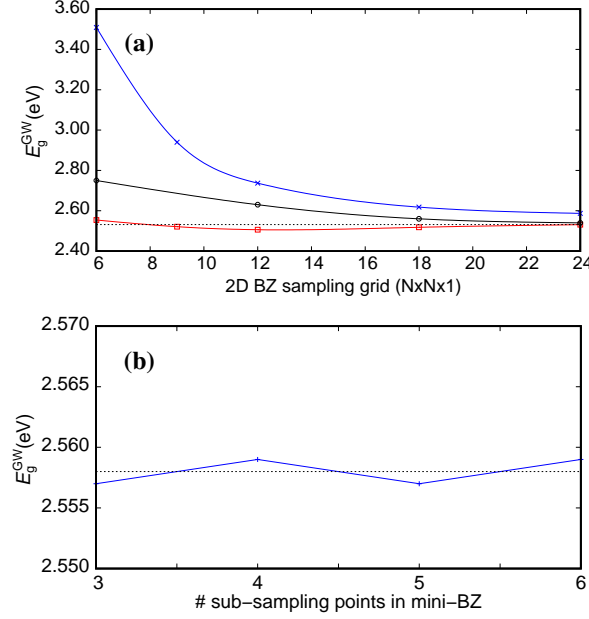 3.60
3.40
3.20
3.00
2.80
2.60
2.40
E_g^GW(eV)
(a)
6 8 10 12 14 16 18 20 22 24
2D BZ sampling grid (NxNx1)
2.570
2.565
2.560
2.555
2.550
E_g^GW(eV)
(b)
3 4 5 6
# sub−sampling points in mini−BZ